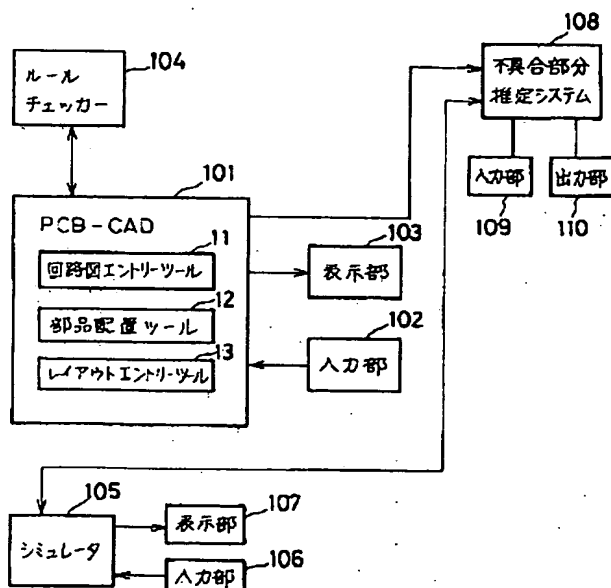 108
不具合部分
推定システム
入力部
109
出力部
110
104
ルール
チェッカー
101
PCB-CAD
11
回路図エントリーツール
12
部品配置ツール
13
レイアウトエントリーツール
103
表示部
102
入力部
105
シミュレータ
107
表示部
106
入力部